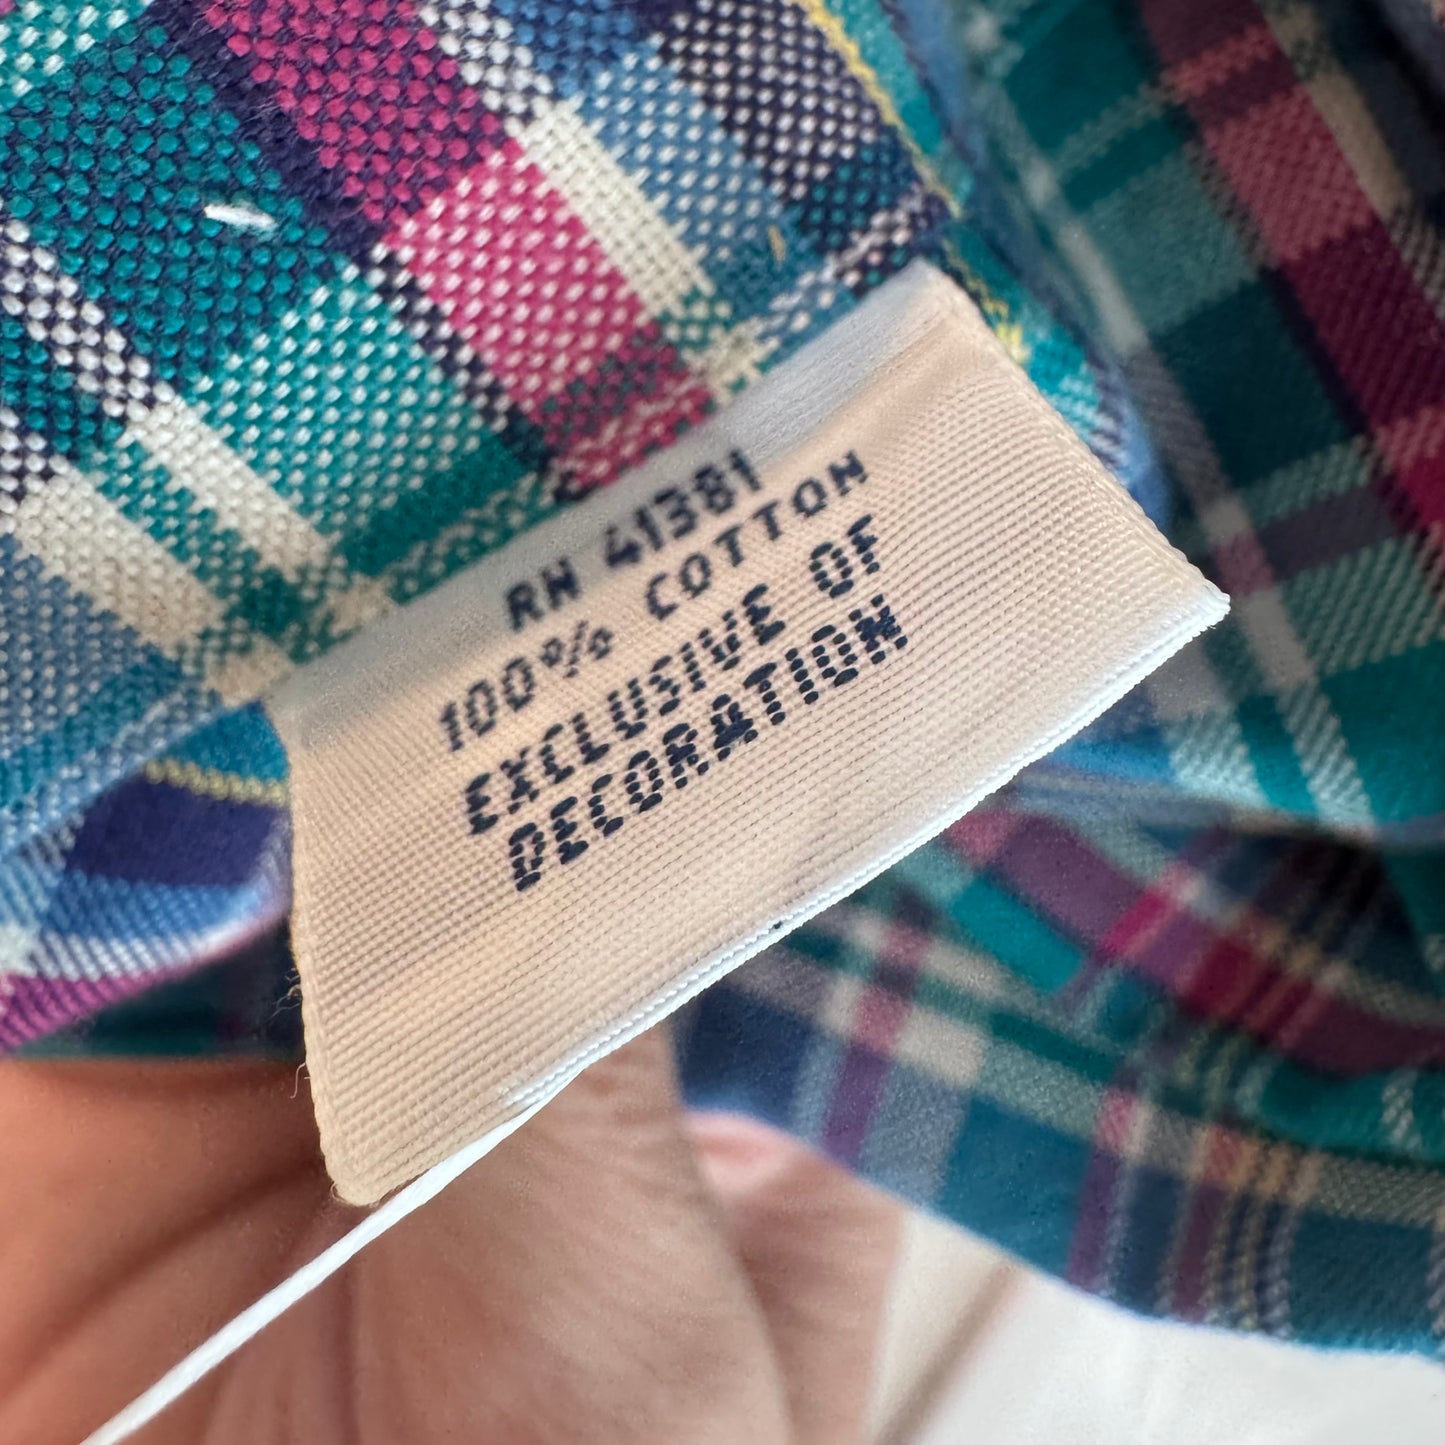 RN 41381
100% COTTON
EXCLUSIVE OF
DECORATION